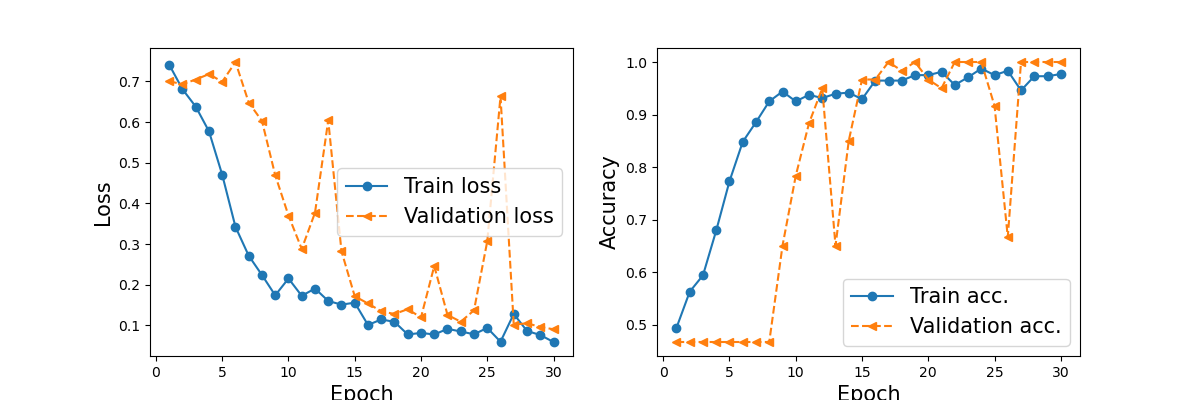 Loss
0.7
0.6
0.5
0.4
0.3
0.2
0.1
Train loss
Validation loss
0 5 10 15 20 25 30
Epoch
Accuracy
1.0
0.9
0.8
0.7
0.6
0.5
Train acc.
Validation acc.
0 5 10 15 20 25 30
Epoch